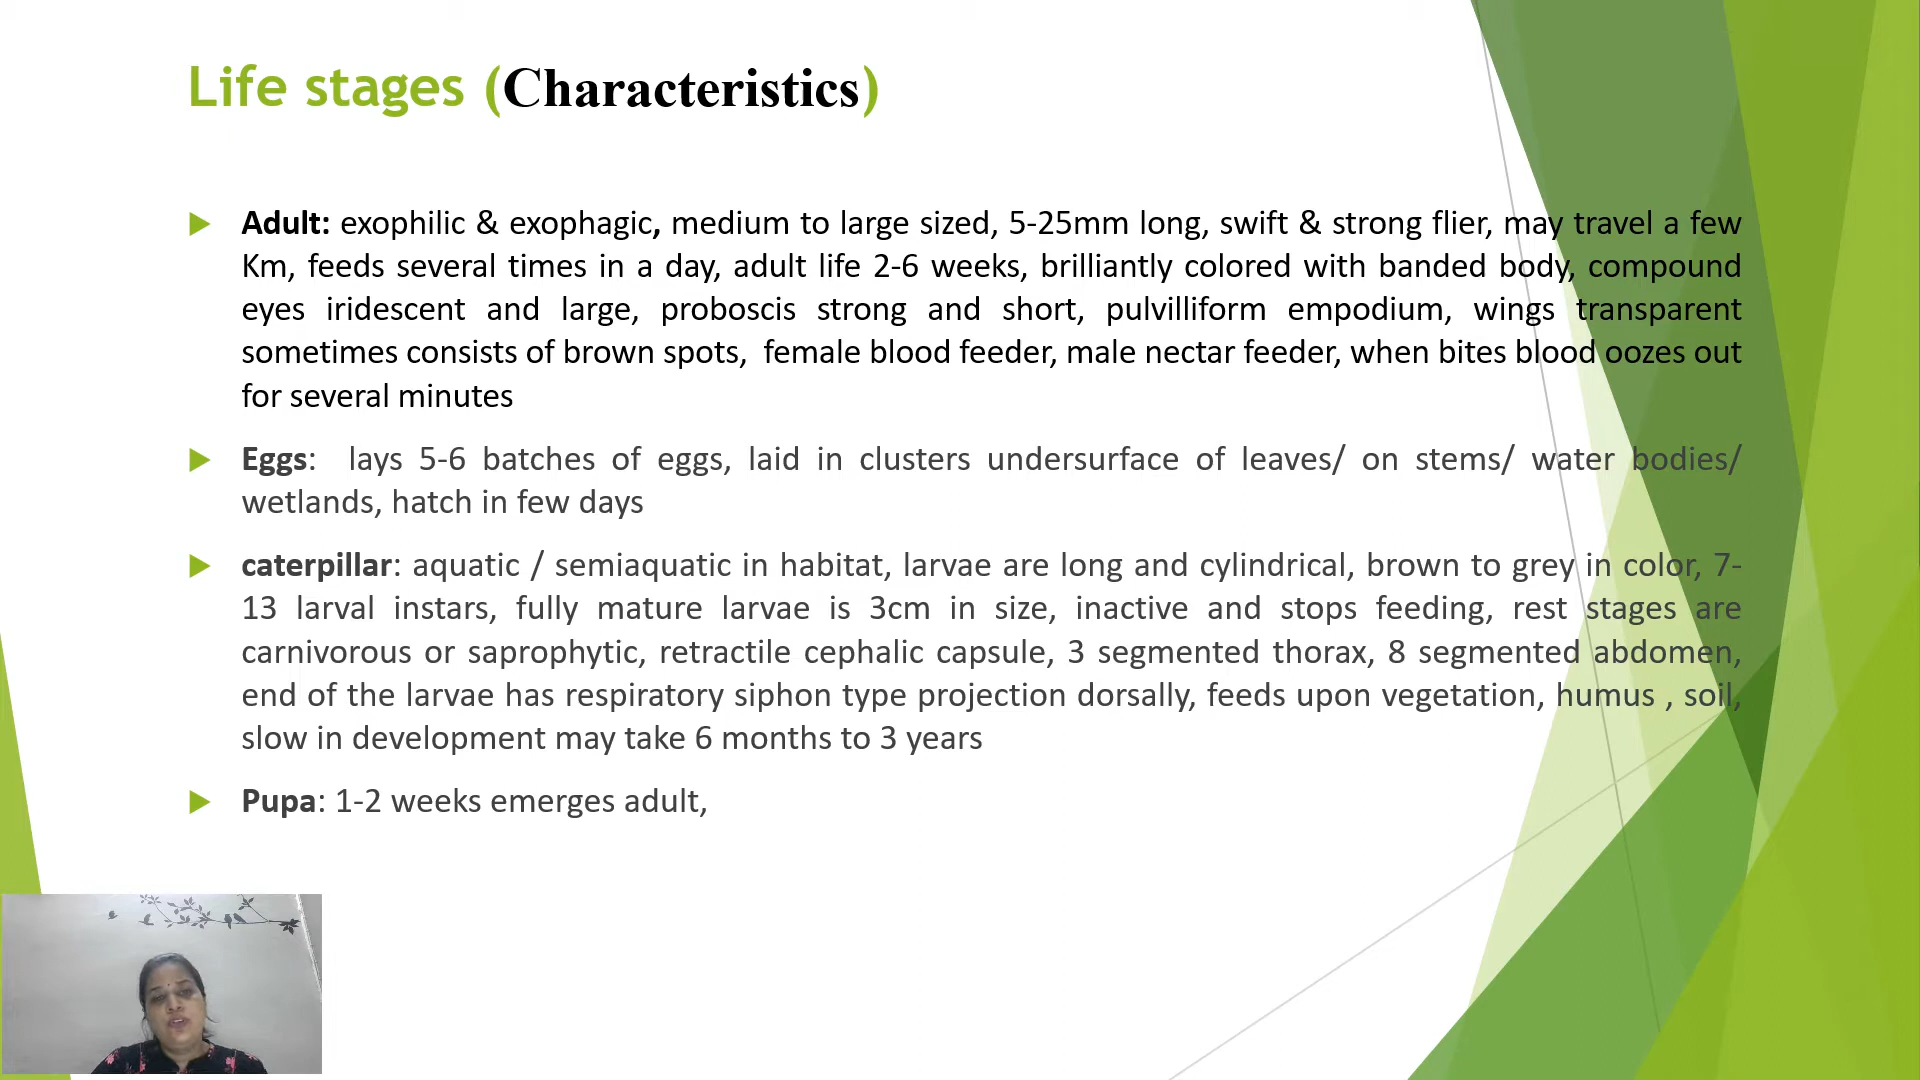 Life stages (Characteristics)
Adult: exophilic & exophagic, medium to large sized, 5-25mm long, swift & strong flier, may travel a few
Km, feeds several times in a day, adult life 2-6 weeks, brilliantly colored with banded body, compound
eyes iridescent and large, proboscis strong and short, pulvilliform empodium, wings transparent
sometimes consists of brown spots, female blood feeder, male nectar feeder, when bites blood oozes out
for several minutes
Eggs: lays 5-6 batches of eggs, laid in clusters undersurface of leaves/ on stems/ water bodies/
wetlands, hatch in few days
caterpillar: aquatic / semiaquatic in habitat, larvae are long and cylindrical, brown to grey in color, 7-
13 larval instars, fully mature larvae is 3cm in size, inactive and stops feeding, rest stages are
carnivorous or saprophytic, retractile cephalic capsule, 3 segmented thorax, 8 segmented abdomen,
end of the larvae has respiratory siphon type projection dorsally, feeds upon vegetation, humus , soil,
slow in development may take 6 months to 3 years
Pupa: 1-2 weeks emerges adult,